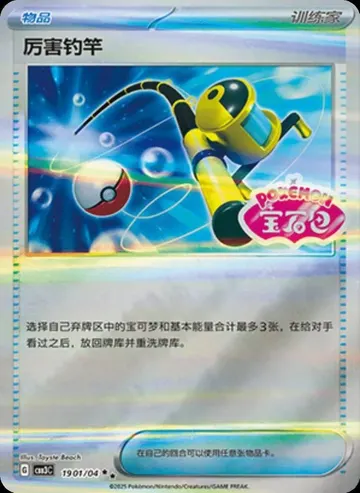 物品
训练家
厉害钓竿
POKEMON
宝石包
选择自己弃牌区中的宝可梦和基本能量合计最多3张，在给对手
看过之后，放回牌库并重洗牌库。
Illus. Toyste Beach
G CBB3C 1901/04 ★★
在自己的回合可以使用任意张物品卡。
©2025 Pokémon/Nintendo/Creatures/GAME FREAK.